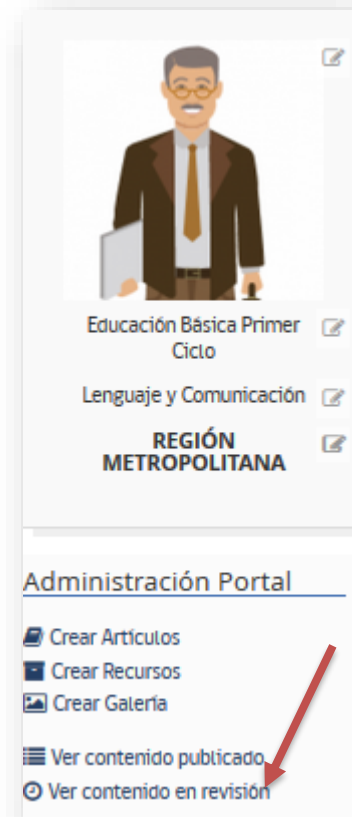 Educación Básica Primer
Ciclo
Lenguaje y Comunicación
REGIÓN
METROPOLITANA
Administración Portal
Crear Artículos
Crear Recursos
Crear Galería
Ver contenido publicado
Ver contenido en revisión